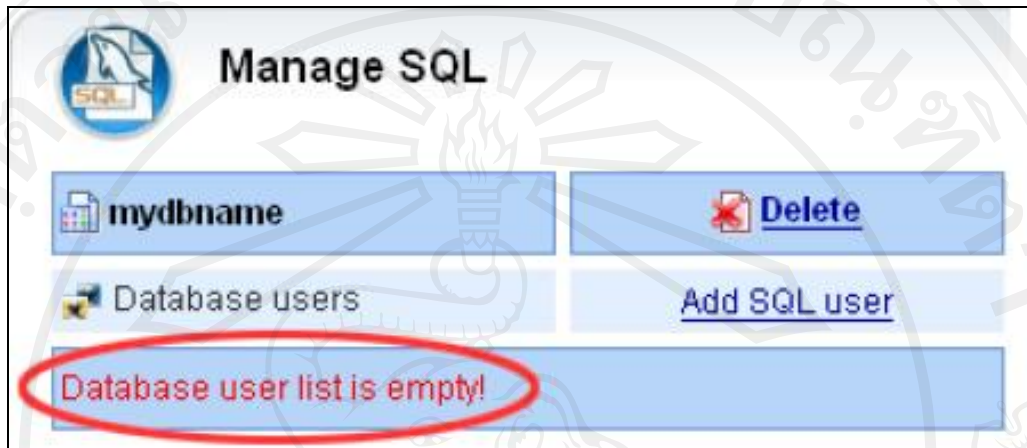 SQL
Manage SQL
mydbname
Delete
Database users
Add SQL user
Database user list is empty!